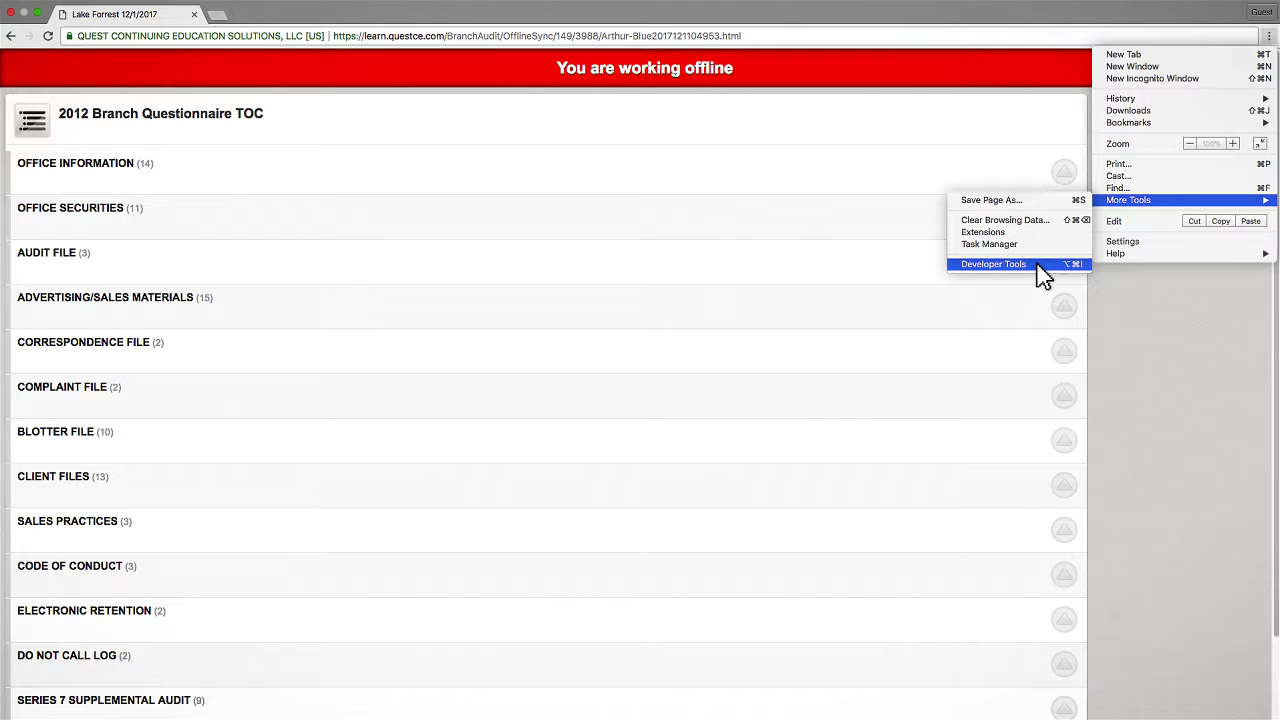 Lake Forrest 12/1/2017
Guest
QUEST CONTINUING EDUCATION SOLUTIONS, LLC [US] https://learn.questce.com/BranchAudit/OfflineSync/149/3988/Arthur-Blue2017121104953.html
You are working offline
2012 Branch Questionnaire TOC
OFFICE INFORMATION (14)
OFFICE SECURITIES (11)
AUDIT FILE (3)
ADVERTISING/SALES MATERIALS (15)
CORRESPONDENCE FILE (2)
COMPLAINT FILE (2)
BLOTTER FILE (10)
CLIENT FILES (13)
SALES PRACTICES (3)
CODE OF CONDUCT (3)
ELECTRONIC RETENTION (2)
DO NOT CALL LOG (2)
SERIES 7 SUPPLEMENTAL AUDIT (9)
New Tab ⌘T
New Window ⌘N
New Incognito Window ⇧⌘N
History
Downloads ⇧⌘J
Bookmarks
Zoom 100%
Print... ⌘P
Cast...
Find... ⌘F
More Tools
Edit Cut Copy Paste
Settings
Help
Save Page As... ⌘S
Clear Browsing Data... ⇧⌘⌫
Extensions
Task Manager
Developer Tools ⌥⌘I